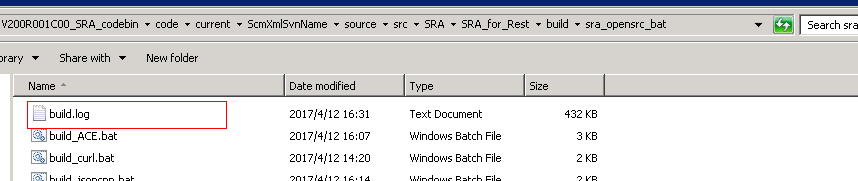 V200R001C00_SRA_codebin ▾ code ▾ current ▾ ScmXmlSvnName ▾ source ▾ src ▾ SRA ▾ SRA_for_Rest ▾ build ▾ sra_opensrc_bat Search sra
brary Share with New folder
Name Date modified Type Size
build.log 2017/4/12 16:31 Text Document 432 KB
build_ACE.bat 2017/4/12 16:07 Windows Batch File 3 KB
build_curl.bat 2017/4/12 14:20 Windows Batch File 2 KB
build_jsoncpp.bat 2017/4/12 16:14 Windows Batch File 2 KB